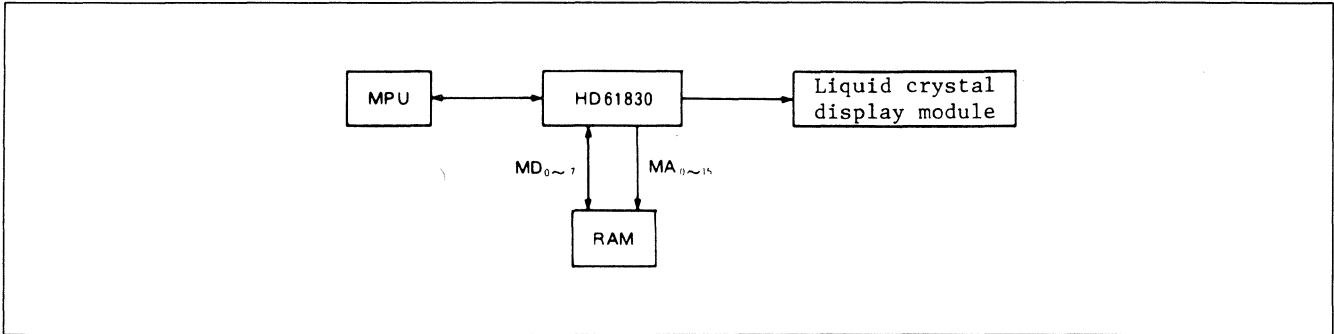 MPU
HD61830
Liquid crystal
display module
MD0~7
MA0~15
RAM